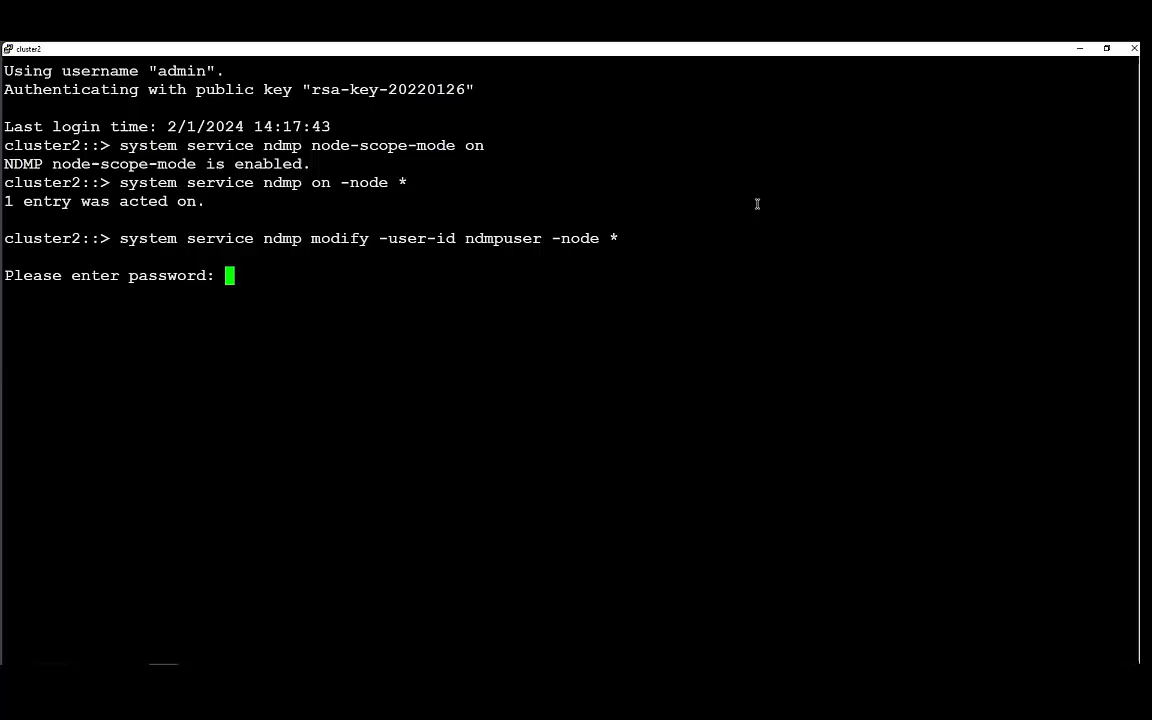 cluster2
Using username "admin".
Authenticating with public key "rsa-key-20220126"
Last login time: 2/1/2024 14:17:43
cluster2::> system service ndmp node-scope-mode on
NDMP node-scope-mode is enabled.
cluster2::> system service ndmp on -node *
1 entry was acted on.
cluster2::> system service ndmp modify -user-id ndmpuser -node *
Please enter password: